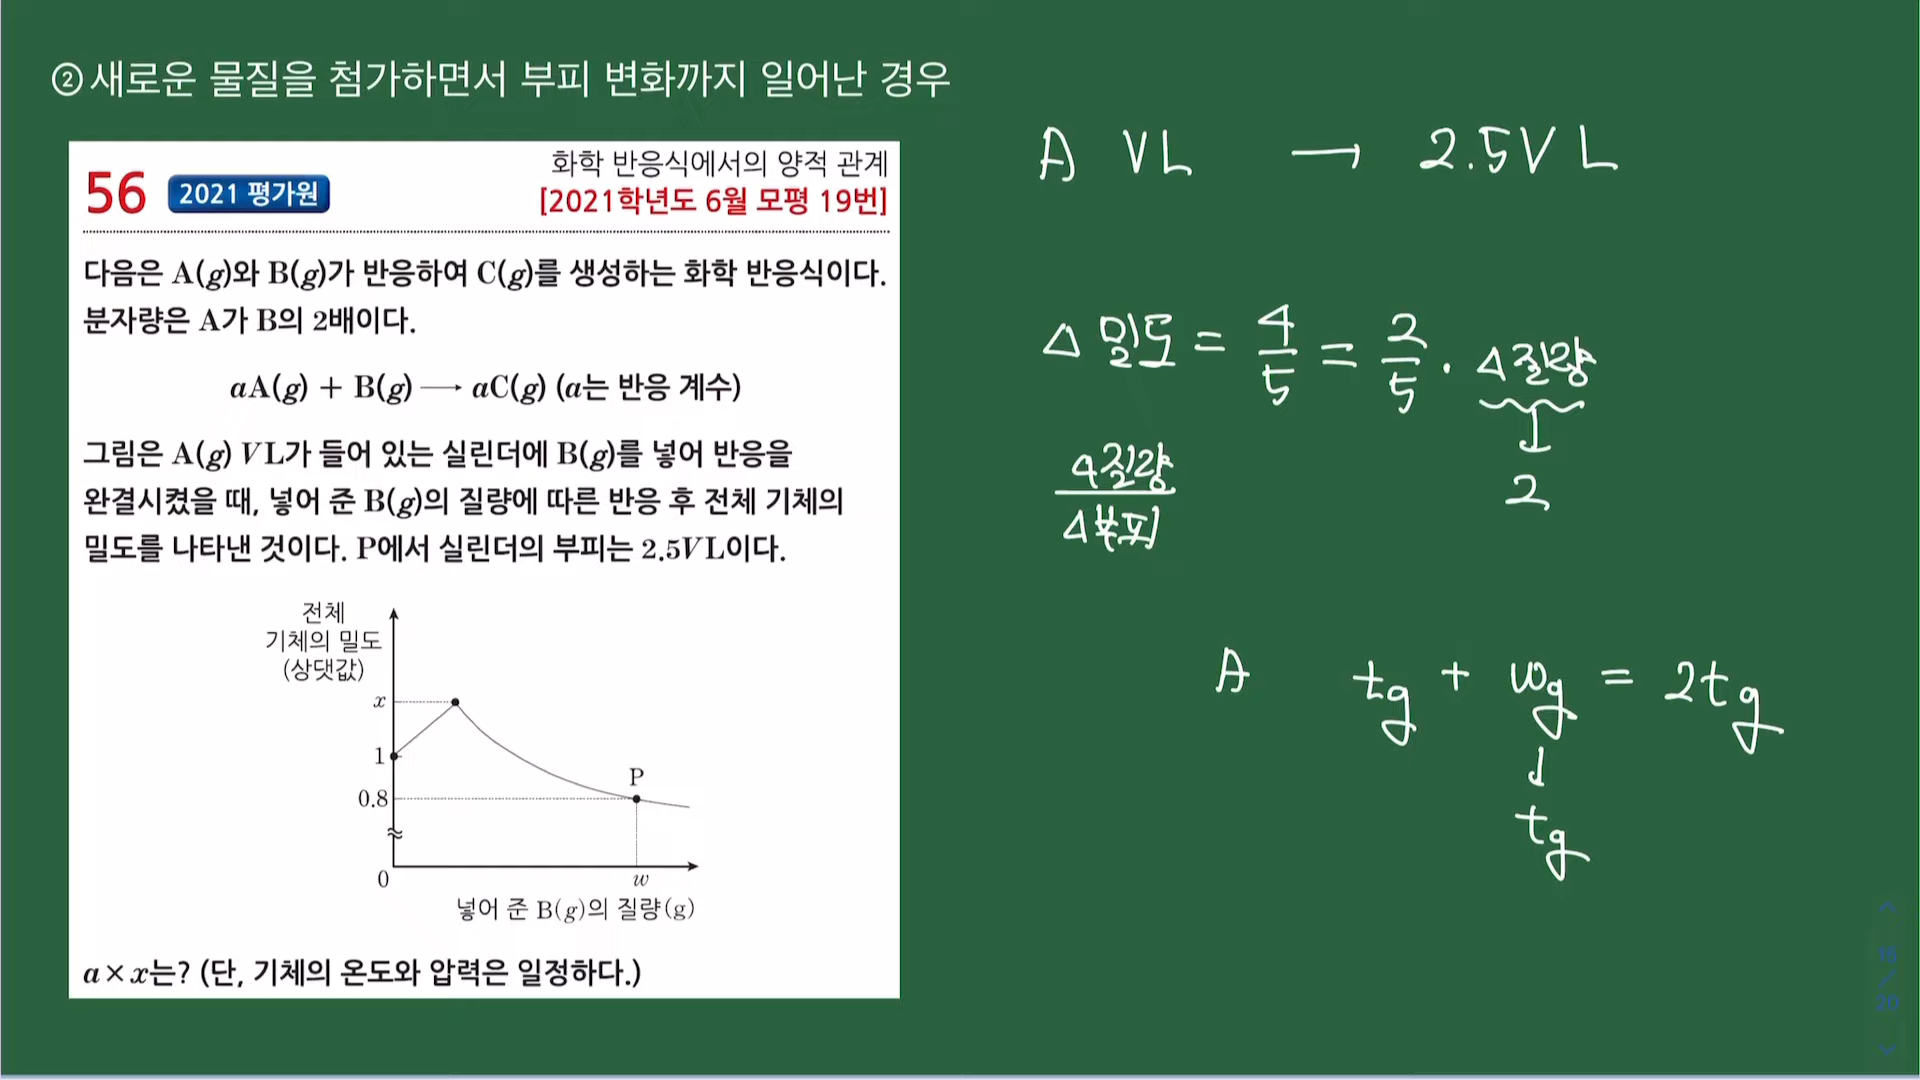 ②새로운 물질을 첨가하면서 부피 변화까지 일어난 경우
56 2021 평가원
화학 반응식에서의 양적 관계
[2021학년도 6월 모평 19번]
다음은 A(g)와 B(g)가 반응하여 C(g)를 생성하는 화학 반응식이다.
분자량은 A가 B의 2배이다.
aA(g) + B(g) ⟶ aC(g) (a는 반응 계수)
그림은 A(g) VL가 들어 있는 실린더에 B(g)를 넣어 반응을
완결시켰을 때, 넣어 준 B(g)의 질량에 따른 반응 후 전체 기체의
밀도를 나타낸 것이다. P에서 실린더의 부피는 2.5VL이다.
전체
기체의 밀도
(상댓값)
x
1
P
0.8
0
w
넣어 준 B(g)의 질량(g)
a×x는? (단, 기체의 온도와 압력은 일정하다.)
A VL → 2.5VL
△밀도 = 4/5 = 2/5 · △질량
↓
2
△질량
△부피
A tg + wg = 2tg
↓
tg
16
/
20